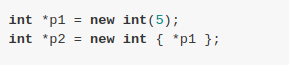 int *p1 = new int(5);
int *p2 = new int { *p1 };